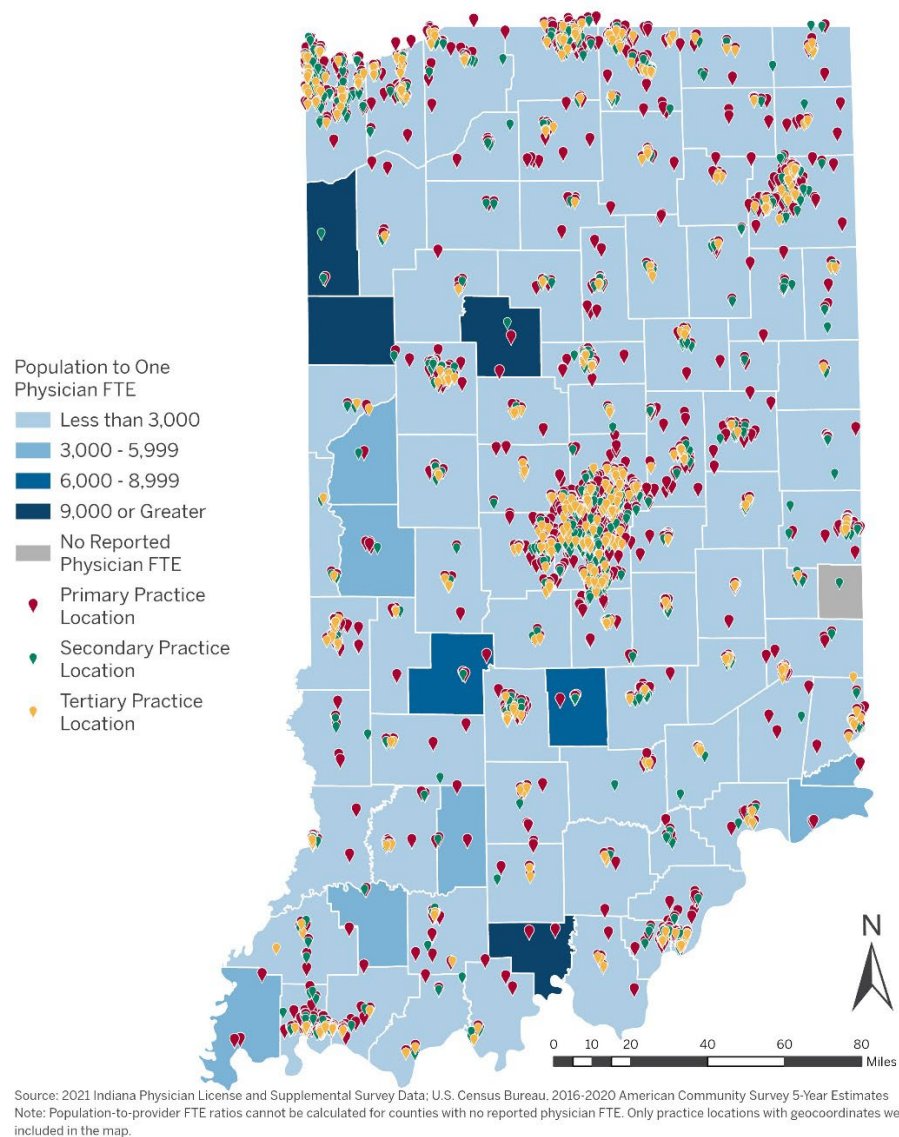 Population to One
Physician FTE
Less than 3,000
3,000 - 5,999
6,000 - 8,999
9,000 or Greater
No Reported
Physician FTE
Primary Practice
Location
Secondary Practice
Location
Tertiary Practice
Location
N
0 10 20 40 60 80
Miles
Source: 2021 Indiana Physician License and Supplemental Survey Data; U.S. Census Bureau, 2016-2020 American Community Survey 5-Year Estimates
Note: Population-to-provider FTE ratios cannot be calculated for counties with no reported physician FTE. Only practice locations with geocoordinates we
included in the map.